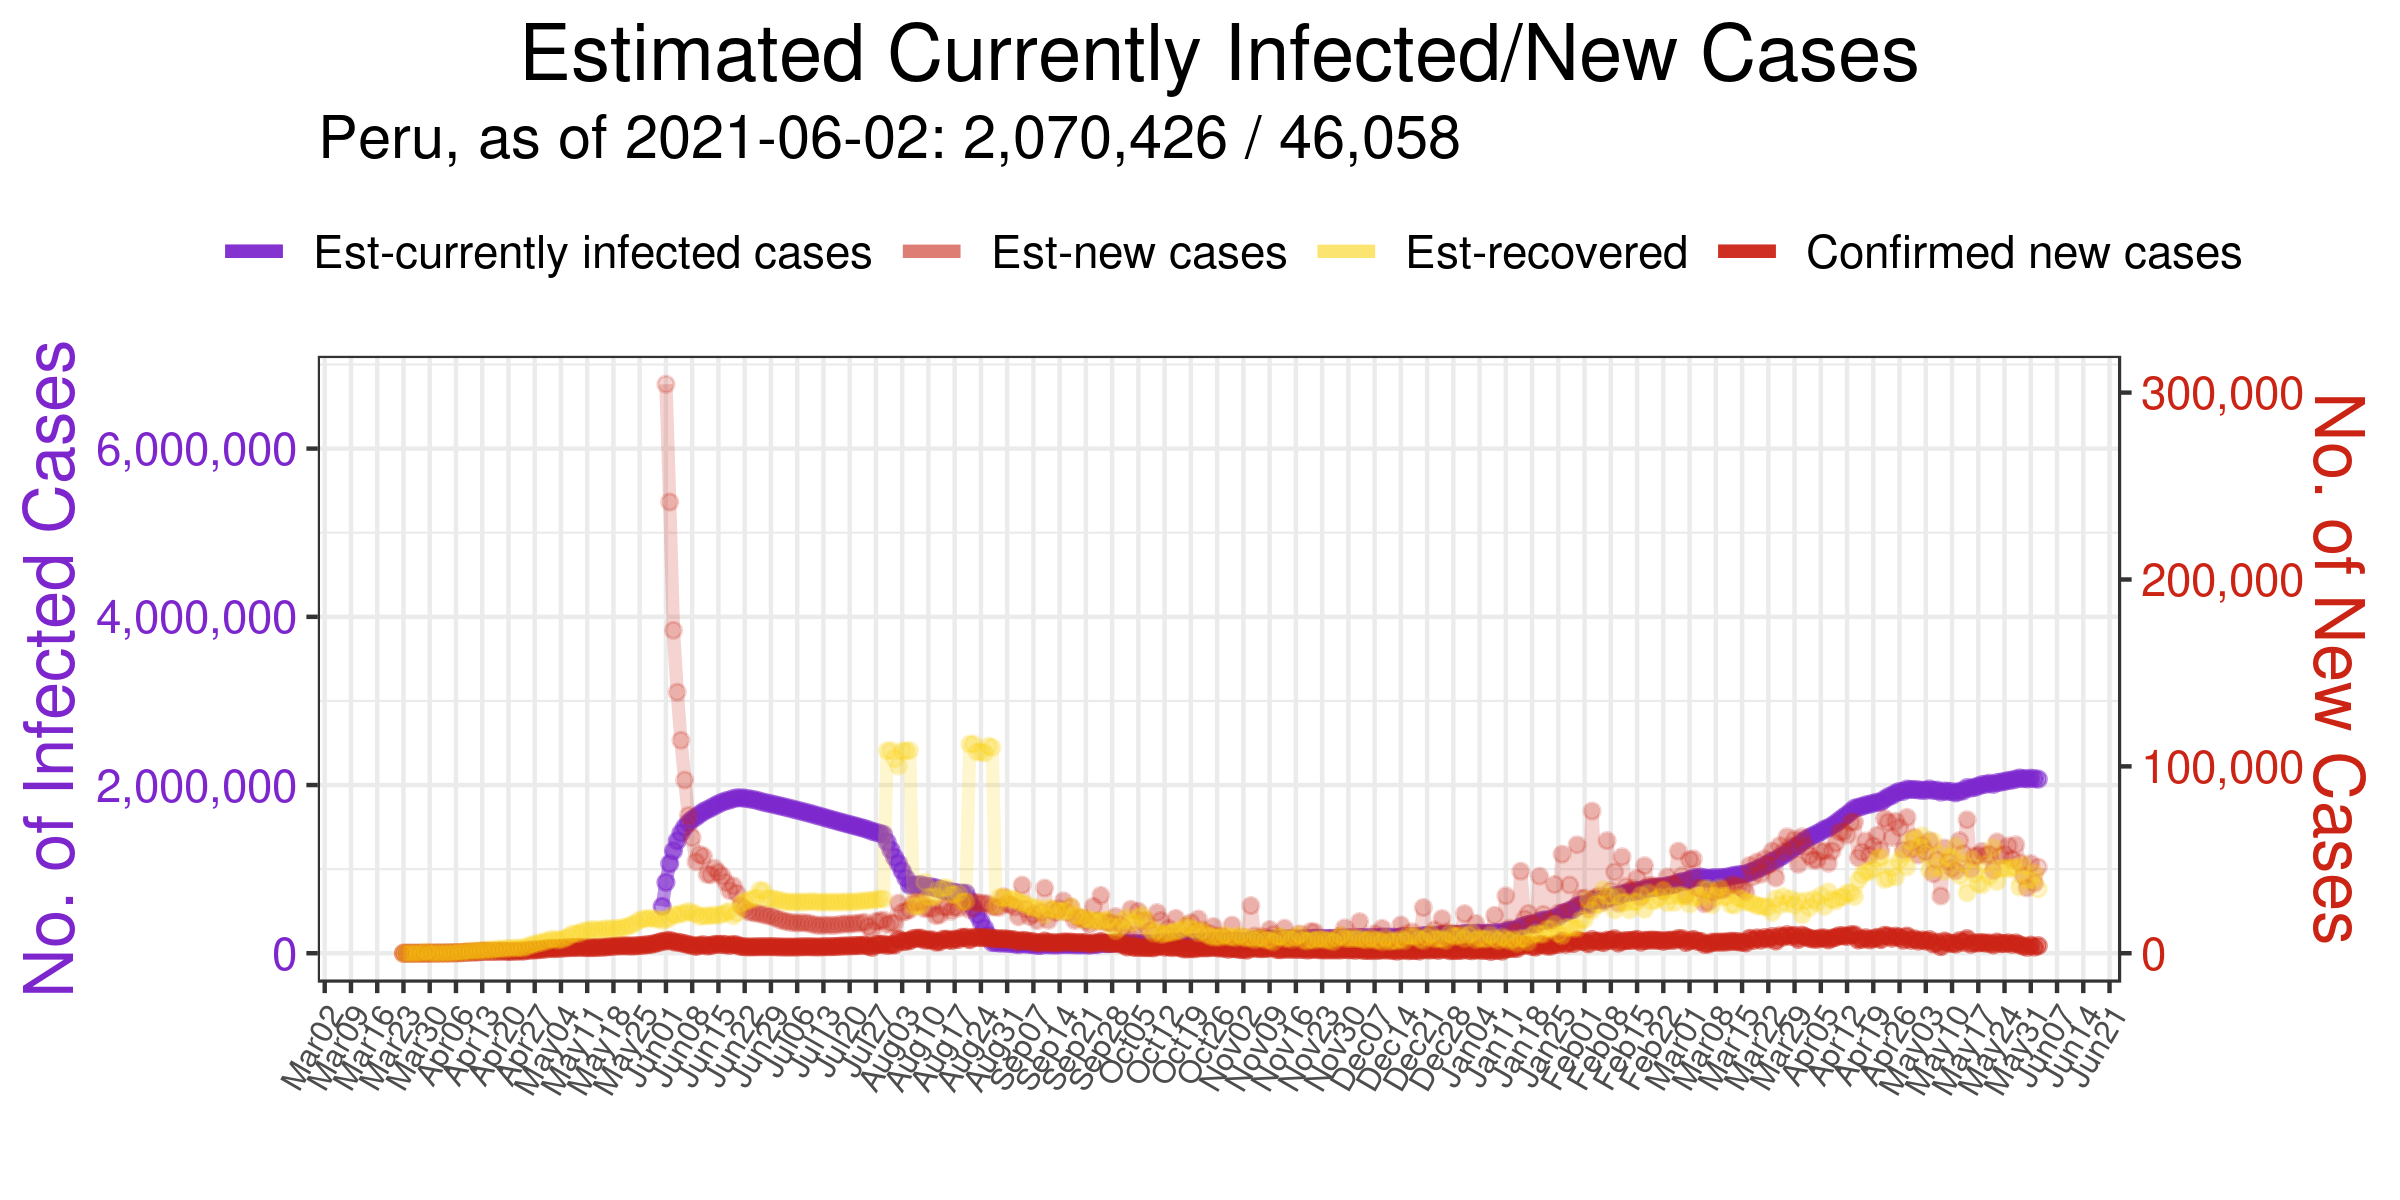 Estimated Currently Infected/New Cases
Peru, as of 2021-06-02: 2,070,426 / 46,058
Est-currently infected cases Est-new cases Est-recovered Confirmed new cases
No. of Infected Cases
6,000,000
4,000,000
2,000,000
0
300,000
200,000
100,000
0
No. of New Cases
Mar02
Mar09
Mar16
Mar23
Mar30
Apr06
Apr13
Apr20
Apr27
May04
May11
May18
May25
Jun01
Jun08
Jun15
Jun22
Jun29
Jul06
Jul13
Jul20
Jul27
Aug03
Aug10
Aug17
Aug24
Aug31
Sep07
Sep14
Sep21
Sep28
Oct05
Oct12
Oct19
Oct26
Nov02
Nov09
Nov16
Nov23
Nov30
Dec07
Dec14
Dec21
Dec28
Jan04
Jan11
Jan18
Jan25
Feb01
Feb08
Feb15
Feb22
Mar01
Mar08
Mar15
Mar22
Mar29
Apr05
Apr12
Apr19
Apr26
May03
May10
May17
May24
May31
Jun07
Jun14
Jun21